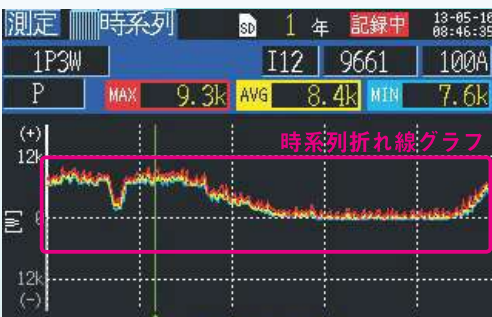 測定 時系列 SD 1 年 記録中 13-05-16
08:46:35
1P3W I12 9661 100A
P MAX 9.3k AVG 8.4k MIN 7.6k
(+)
時系列折れ線グラフ
12k
[W] 0
12k
(-)